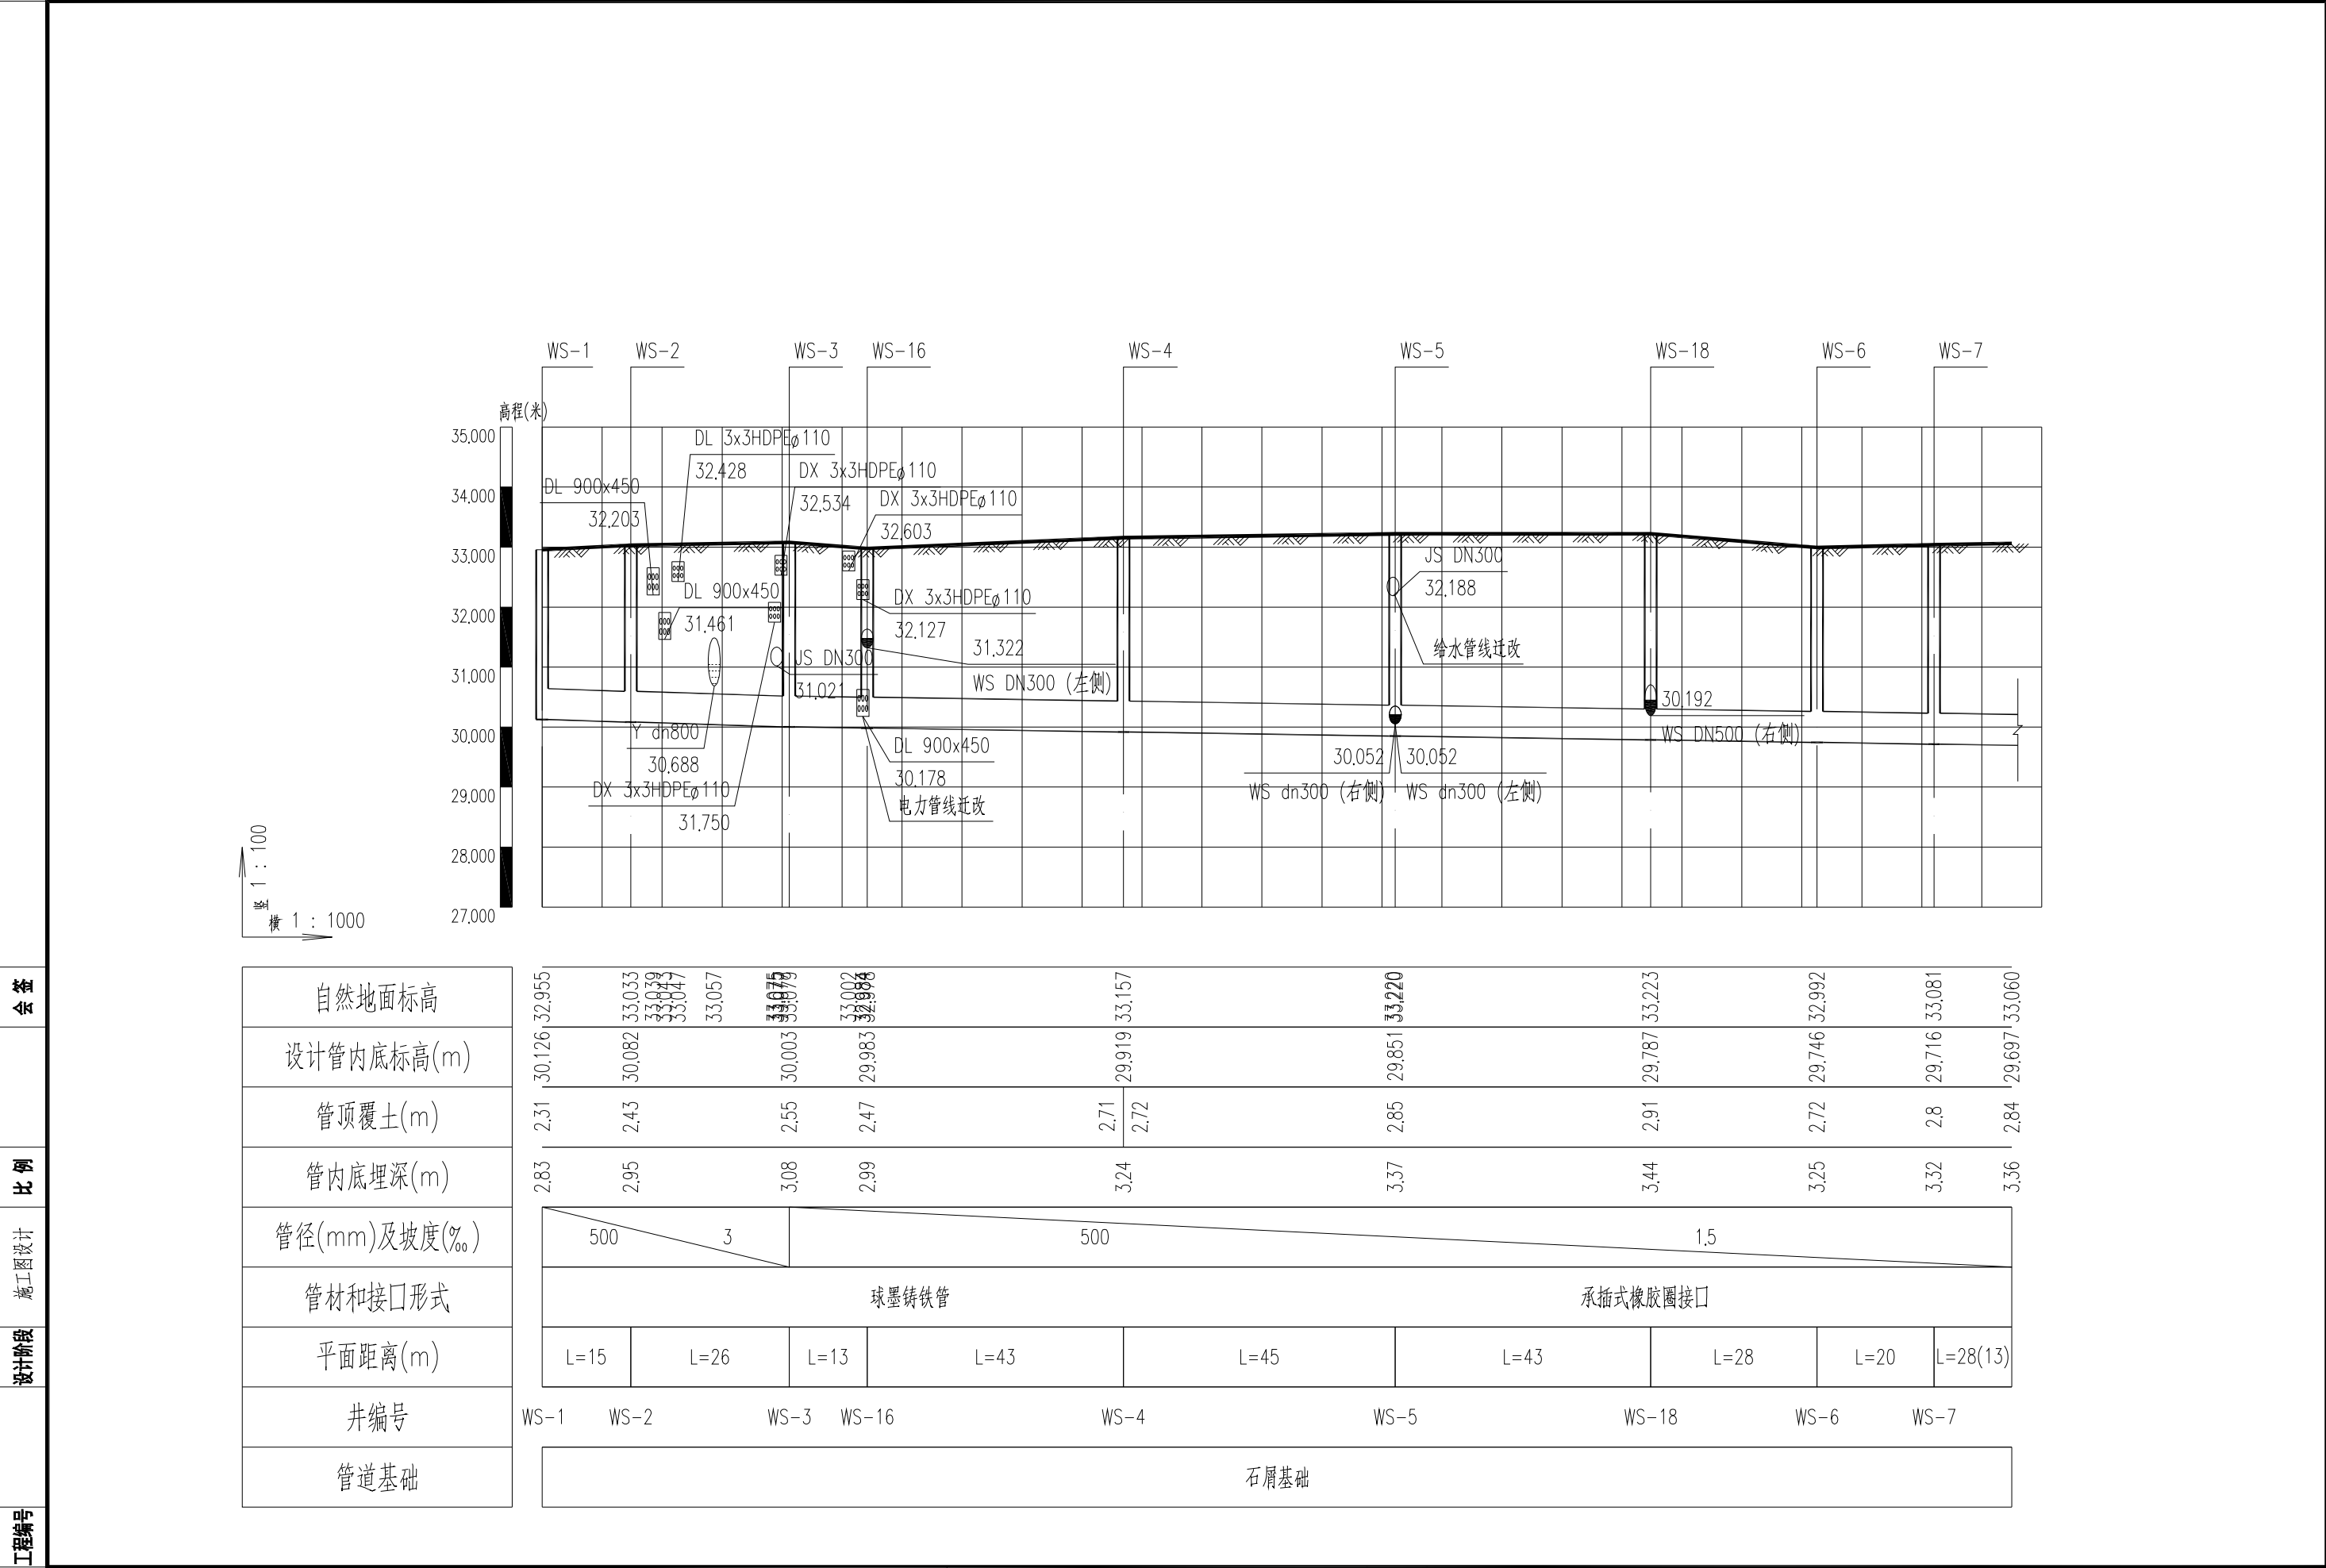 WS-1 WS-2 WS-3 WS-16 WS-4 WS-5 WS-18 WS-6 WS-7
高程(米)
35.000
34.000
33.000
32.000
31.000
30.000
29.000
28.000
27.000
DL 3x3HDPEø110
32.428
DX 3x3HDPEø110
32.534
DL 900x450
32.203
DX 3x3HDPEø110
32.603
DL 900x450
31.461
DX 3x3HDPEø110
32.127
31.322
WS DN300 (左侧)
JS DN300
31.021
JS DN300
32.188
给水管线迁改
30.192
WS DN500 (右侧)
Y dn800
30.688
DX 3x3HDPEø110
31.750
DL 900x450
30.178
电力管线迁改
30.052
WS dn300 (右侧)
30.052
WS dn300 (左侧)
竖 1 : 100
横 1 : 1000
自然地面标高 32.955 33.033 33.039 33.043 33.047 33.057 33.079 33.002 32.978 33.157 33.220 33.223 32.992 33.081 33.060
设计管内底标高(m) 30.126 30.082 30.003 29.983 29.919 29.851 29.787 29.746 29.716 29.697
管顶覆土(m) 2.31 2.43 2.55 2.47 2.71 2.72 2.85 2.91 2.72 2.8 2.84
管内底埋深(m) 2.83 2.95 3.08 2.99 3.24 3.37 3.44 3.25 3.32 3.36
管径(mm)及坡度(‰) 500 3 500 1.5
管材和接口形式 球墨铸铁管 承插式橡胶圈接口
平面距离(m) L=15 L=26 L=13 L=43 L=45 L=43 L=28 L=20 L=28(13)
井编号 WS-1 WS-2 WS-3 WS-16 WS-4 WS-5 WS-18 WS-6 WS-7
管道基础 石屑基础
会 签
比 例
施工图设计
设计阶段
工程编号